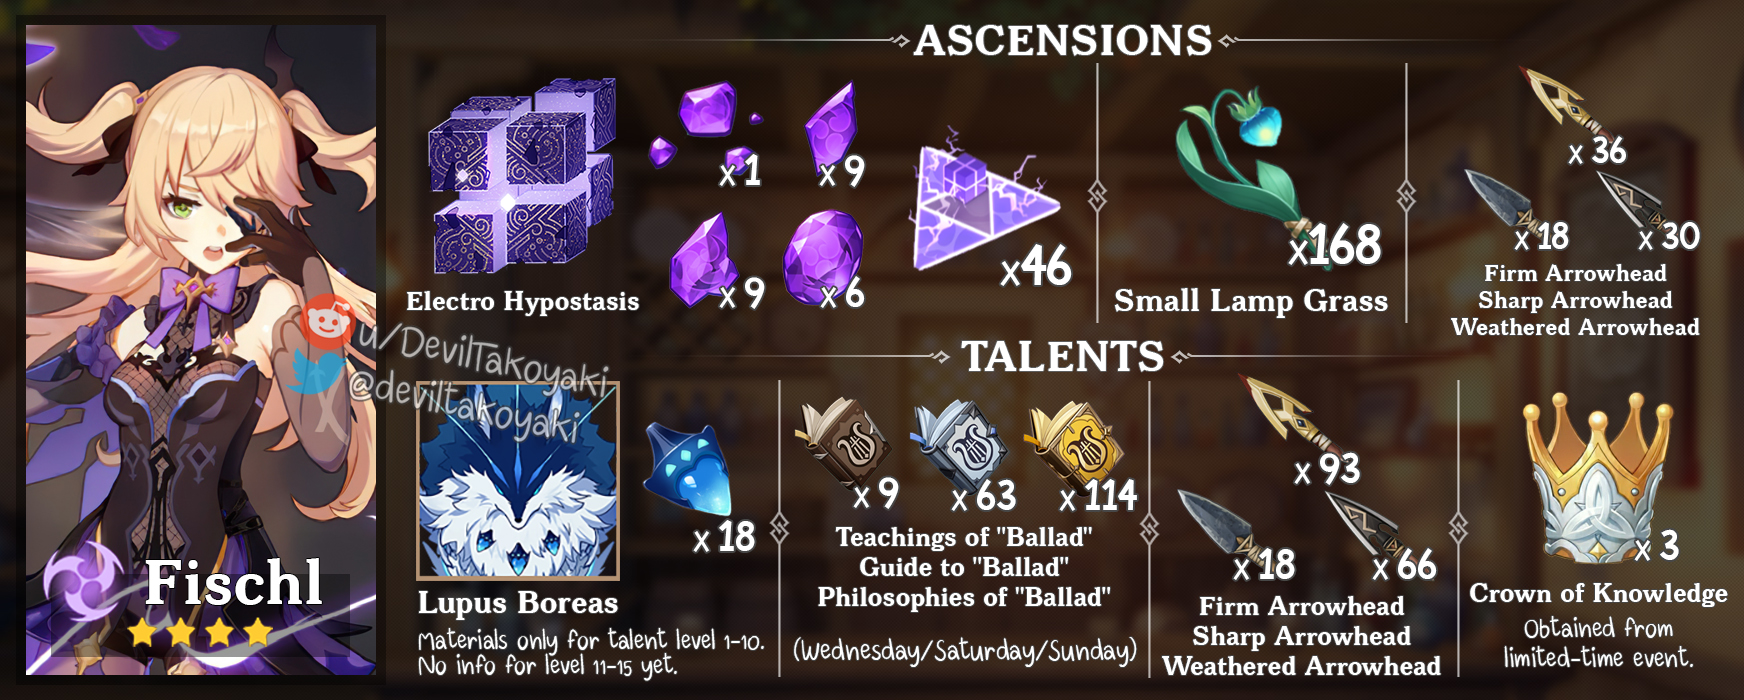 ASCENSIONS
x 1
x 9
x 9
x 6
x46
Electro Hypostasis
x168
Small Lamp Grass
x 36
x 18
x 30
Firm Arrowhead
Sharp Arrowhead
Weathered Arrowhead
u/DevilTakoyaki
@deviltakoyaki
TALENTS
x 18
Lupus Boreas
Materials only for talent level 1-10.
No info for level 11-15 yet.
x 9
x 63
x 114
Teachings of "Ballad"
Guide to "Ballad"
Philosophies of "Ballad"
(Wednesday/Saturday/Sunday)
x 93
x 18
x 66
Firm Arrowhead
Sharp Arrowhead
Weathered Arrowhead
x 3
Crown of Knowledge
Obtained from
limited-time event.
Fischl